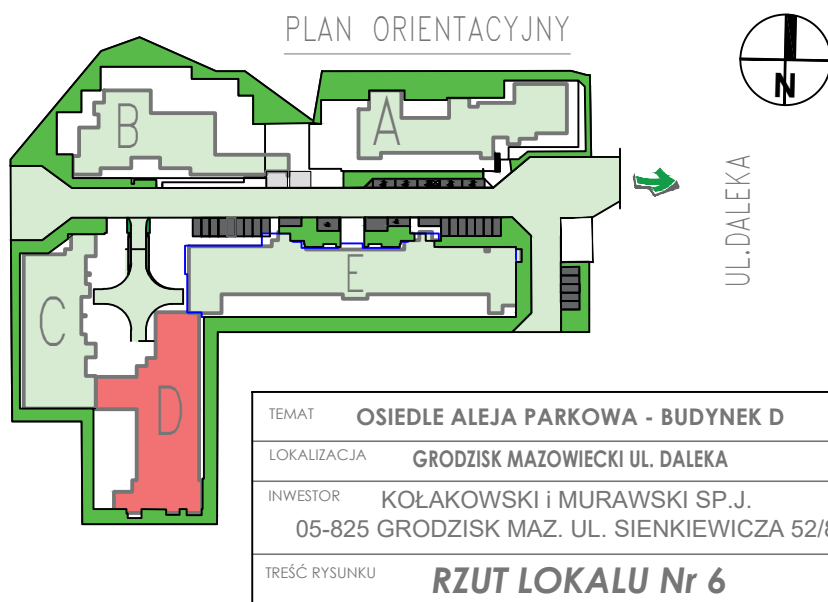 PLAN ORIENTACYJNY
N
B
A
UL.DALEKA
E
C
D
TEMAT OSIEDLE ALEJA PARKOWA - BUDYNEK D
LOKALIZACJA GRODZISK MAZOWIECKI UL. DALEKA
INWESTOR KOŁAKOWSKI i MURAWSKI SP.J.
05-825 GRODZISK MAZ. UL. SIENKIEWICZA 52/8
TREŚĆ RYSUNKU RZUT LOKALU Nr 6